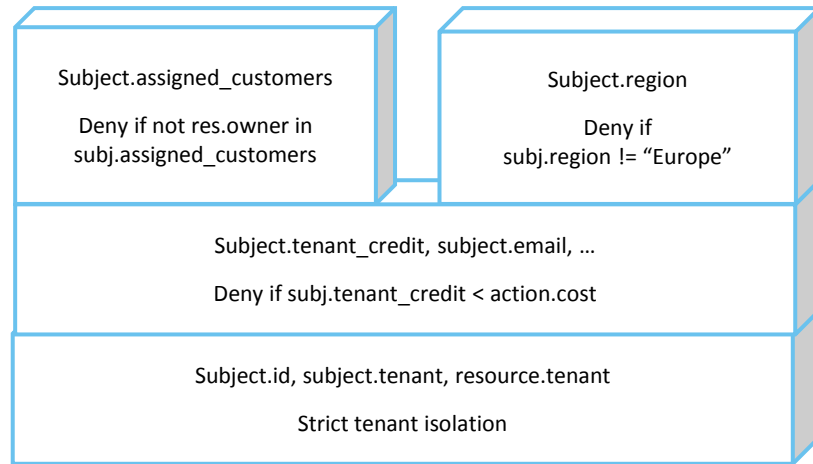 Subject.assigned_customers
Deny if not res.owner in
subj.assigned_customers
Subject.region
Deny if
subj.region != “Europe”
Subject.tenant_credit, subject.email, …
Deny if subj.tenant_credit < action.cost
Subject.id, subject.tenant, resource.tenant
Strict tenant isolation